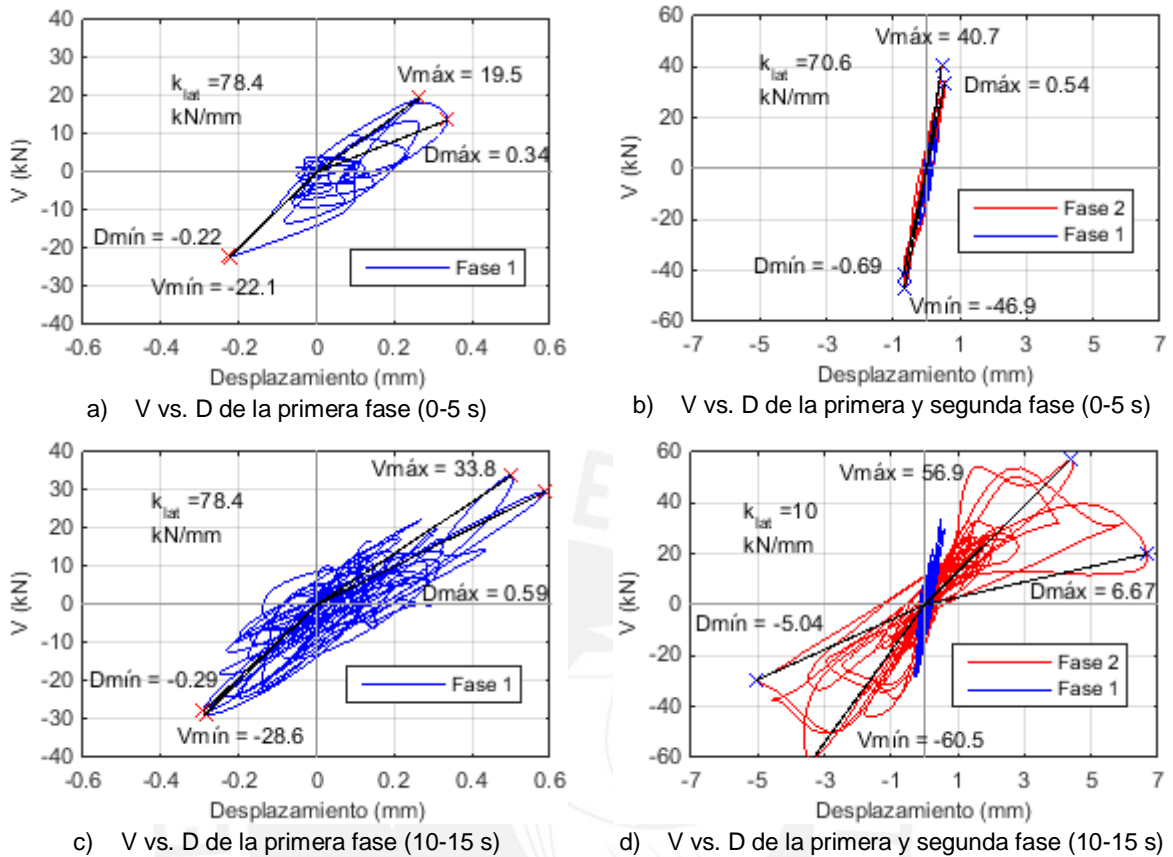 40
30
20
10
0
-10
-20
-30
-40
V (kN)
k lat =78.4
kN/mm
Vmáx = 19.5
Dmáx = 0.34
Dmín = -0.22
Vmín = -22.1
Fase 1
-0.6 -0.4 -0.2 0 0.2 0.4 0.6
Desplazamiento (mm)
a) V vs. D de la primera fase (0-5 s)
60
40
20
0
-20
-40
-60
V (kN)
Vmáx = 40.7
k lat =70.6
kN/mm
Dmáx = 0.54
Fase 2
Fase 1
Dmín = -0.69
Vmín = -46.9
-7 -5 -3 -1 1 3 5 7
Desplazamiento (mm)
b) V vs. D de la primera y segunda fase (0-5 s)
40
30
20
10
0
-10
-20
-30
-40
V (kN)
Vmáx = 33.8
k lat =78.4
kN/mm
Dmáx = 0.59
Dmín = -0.29
Fase 1
Vmín = -28.6
-0.6 -0.4 -0.2 0 0.2 0.4 0.6
Desplazamiento (mm)
c) V vs. D de la primera fase (10-15 s)
60
40
20
0
-20
-40
-60
V (kN)
Vmáx = 56.9
k lat =10
kN/mm
Dmáx = 6.67
Dmín = -5.04
Fase 2
Fase 1
Vmín = -60.5
-7 -5 -3 -1 1 3 5 7
Desplazamiento (mm)
d) V vs. D de la primera y segunda fase (10-15 s)